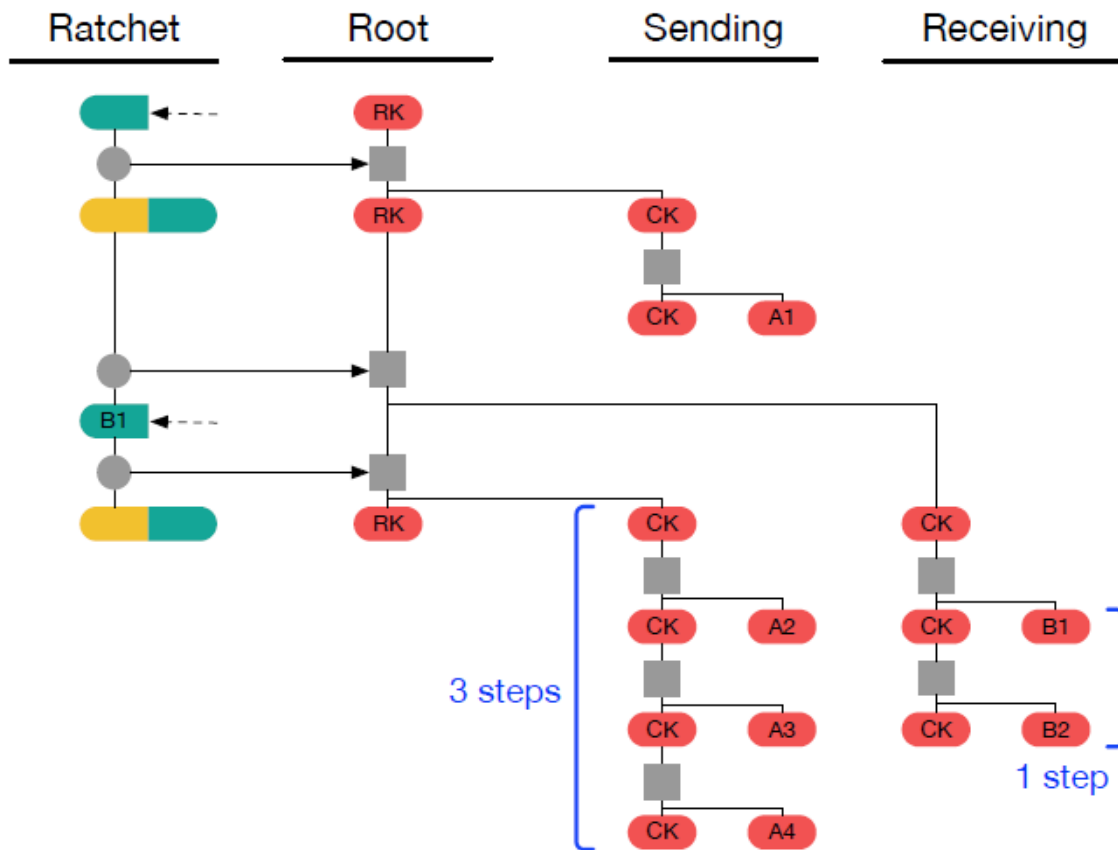 Ratchet Root Sending Receiving
RK
RK CK
CK A1
B1
RK CK CK
CK A2 CK B1
3 steps
CK A3 CK B2
1 step
CK A4